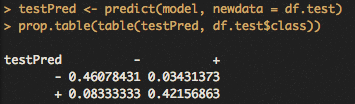 > testPred <- predict(model, newdata = df.test)
> prop.table(table(testPred, df.test$class))
testPred - +
- 0.46078431 0.03431373
+ 0.08333333 0.42156863